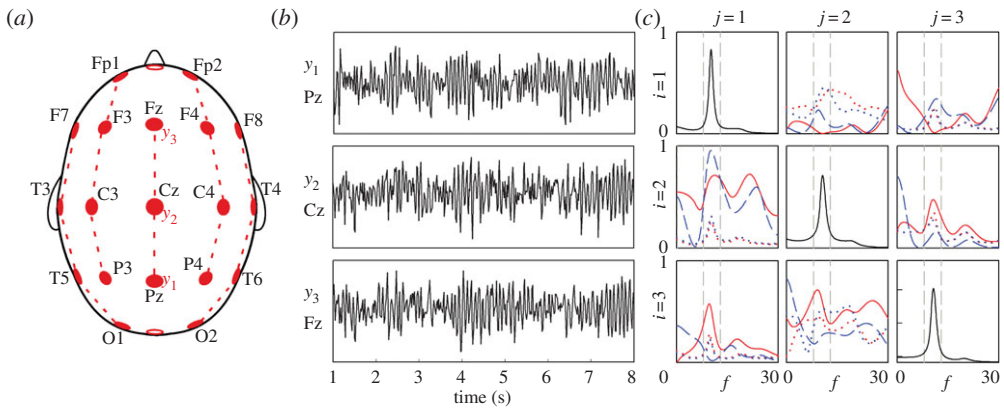 (a)
Fp1 Fp2
F7 F3 Fz F4 F8
y3
T3 C3 Cz C4 T4
y2
T5 P3 y1 P4 T6
Pz
O1 O2
(b)
y1
Pz
y2
Cz
y3
Fz
1 2 3 4 5 6 7 8
time (s)
(c)
j = 1 j = 2 j = 3
1
i = 1
0
1
i = 2
0
1
i = 3
0
0 30 0 30 0 30
f f f